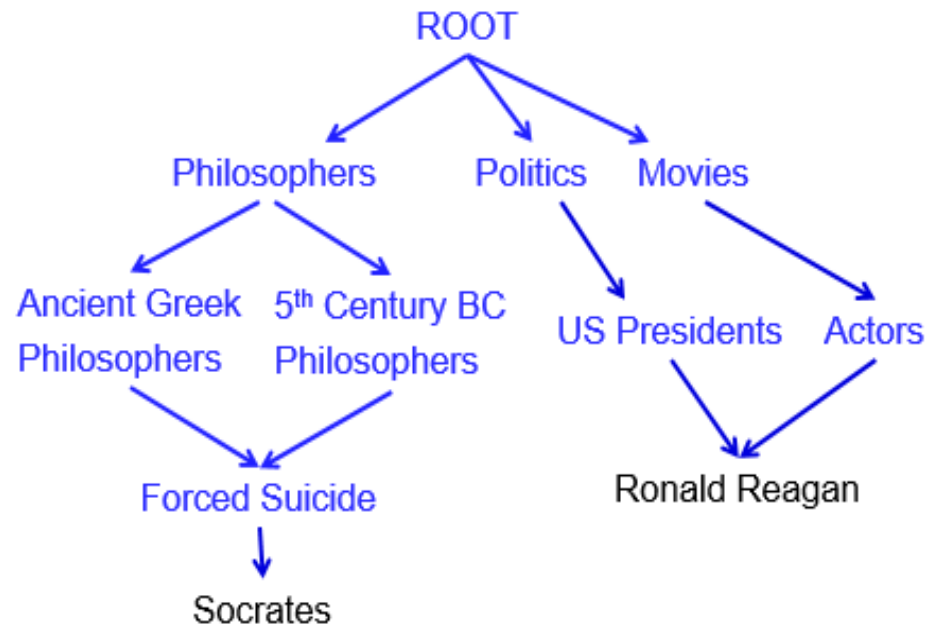 ROOT
Philosophers
Politics
Movies
Ancient Greek
Philosophers
5th Century BC
Philosophers
US Presidents
Actors
Forced Suicide
Ronald Reagan
Socrates